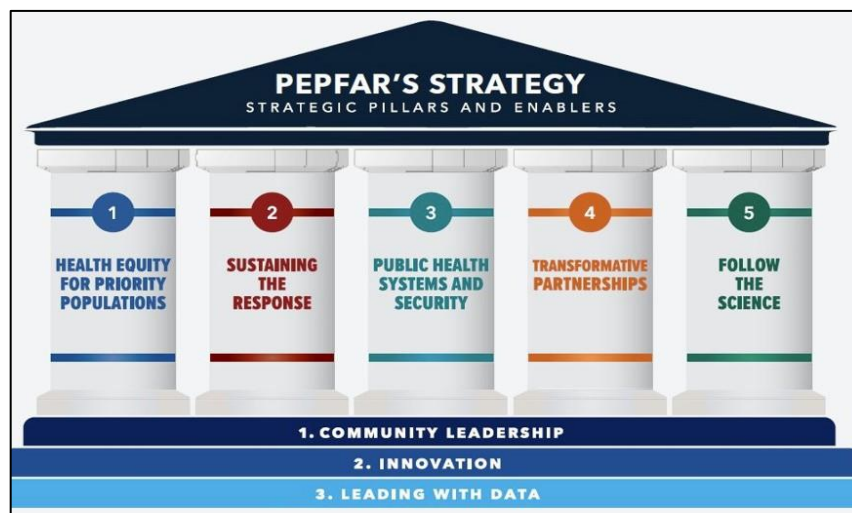 PEPFAR'S STRATEGY
STRATEGIC PILLARS AND ENABLERS
1
HEALTH EQUITY
FOR PRIORITY
POPULATIONS
2
SUSTAINING
THE
RESPONSE
3
PUBLIC HEALTH
SYSTEMS AND
SECURITY
4
TRANSFORMATIVE
PARTNERSHIPS
5
FOLLOW
THE
SCIENCE
1. COMMUNITY LEADERSHIP
2. INNOVATION
3. LEADING WITH DATA